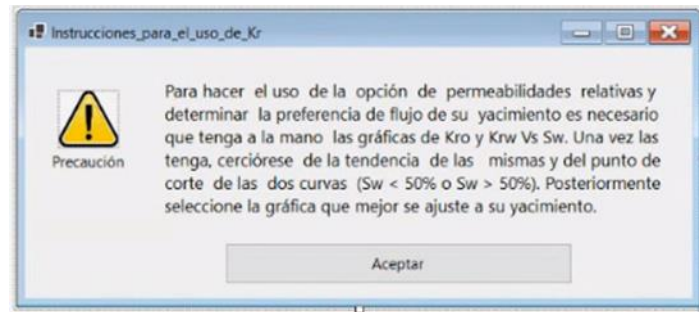 Instrucciones_para_el_uso_de_Kr
Para hacer el uso de la opción de permeabilidades relativas y
determinar la preferencia de flujo de su yacimiento es necesario
que tenga a la mano las gráficas de Kro y Krw Vs Sw. Una vez las
tenga, cerciórese de la tendencia de las mismas y del punto de
corte de las dos curvas (Sw < 50% o Sw > 50%). Posteriormente
seleccione la gráfica que mejor se ajuste a su yacimiento.
Precaución
Aceptar